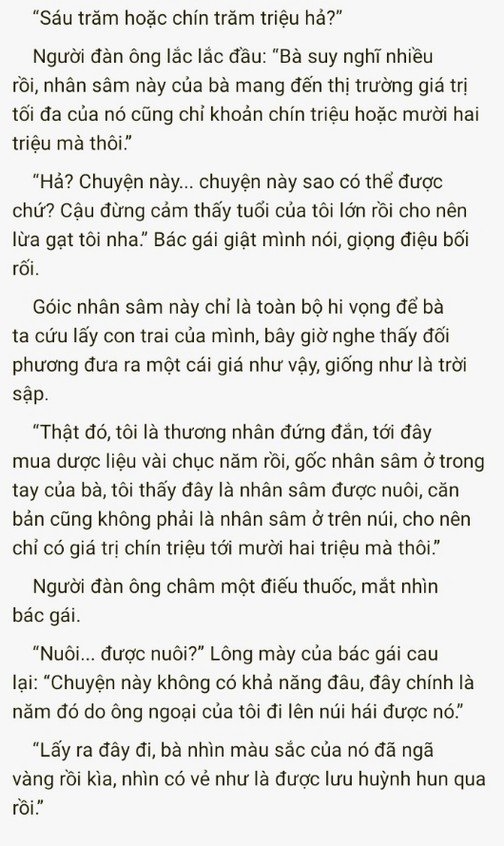 “Sáu trăm hoặc chín trăm triệu hả?”
Người đàn ông lắc lắc đầu: “Bà suy nghĩ nhiều
rồi, nhân sâm này của bà mang đến thị trường giá trị
tối đa của nó cũng chỉ khoản chín triệu hoặc mười hai
triệu mà thôi.”
“Hả? Chuyện này... chuyện này sao có thể được
chứ? Cậu đừng cảm thấy tuổi của tôi lớn rồi cho nên
lừa gạt tôi nha.” Bác gái giật mình nói, giọng điệu bối
rối.
Góic nhân sâm này chỉ là toàn bộ hi vọng để bà
ta cứu lấy con trai của mình, bây giờ nghe thấy đối
phương đưa ra một cái giá như vậy, giống như là trời
sập.
“Thật đó, tôi là thương nhân đứng đắn, tới đây
mua dược liệu vài chục năm rồi, gốc nhân sâm ở trong
tay của bà, tôi thấy đây là nhân sâm được nuôi, căn
bản cũng không phải là nhân sâm ở trên núi, cho nên
chỉ có giá trị chín triệu tới mười hai triệu mà thôi.”
Người đàn ông châm một điếu thuốc, mắt nhìn
bác gái.
“Nuôi... được nuôi?” Lông mày của bác gái cau
lại: “Chuyện này không có khả năng đâu, đây chính là
năm đó do ông ngoại của tôi đi lên núi hái được nó.”
“Lấy ra đây đi, bà nhìn màu sắc của nó đã ngã
vàng rồi kìa, nhìn có vẻ như là được lưu huỳnh hun qua
rồi.”